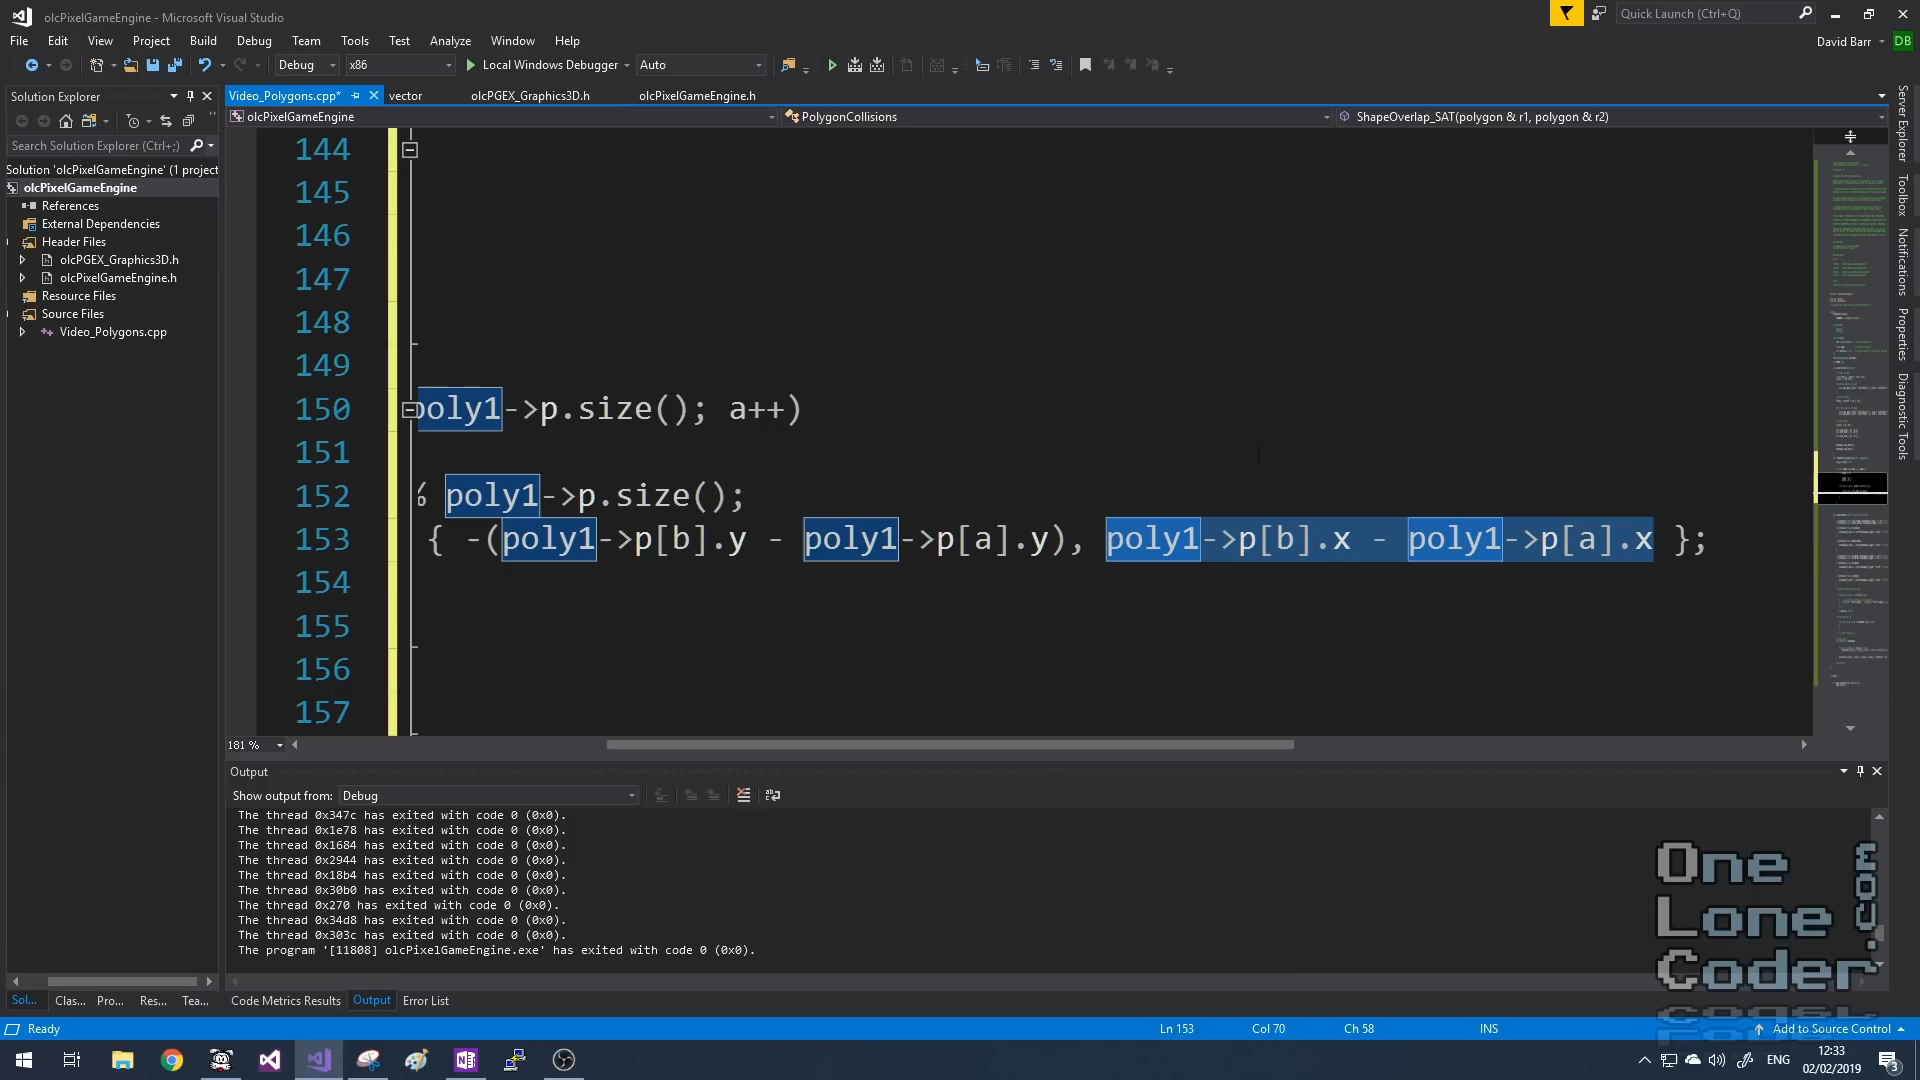 olcPixelGameEngine - Microsoft Visual Studio
Quick Launch (Ctrl+Q)
File Edit View Project Build Debug Team Tools Test Analyze Window Help
David Barr DB
Debug x86 Local Windows Debugger Auto
Solution Explorer
Video_Polygons.cpp* vector olcPGEX_Graphics3D.h olcPixelGameEngine.h
olcPixelGameEngine PolygonCollisions ShapeOverlap_SAT(polygon & r1, polygon & r2)
Search Solution Explorer (Ctrl+;)
Solution 'olcPixelGameEngine' (1 project
olcPixelGameEngine
References
External Dependencies
Header Files
olcPGEX_Graphics3D.h
olcPixelGameEngine.h
Resource Files
Source Files
Video_Polygons.cpp
144
145
146
147
148
149
150 poly1->p.size(); a++)
151
152 % poly1->p.size();
153 { -(poly1->p[b].y - poly1->p[a].y), poly1->p[b].x - poly1->p[a].x };
154
155
156
157
Server Explorer
Toolbox
Notifications
Properties
Diagnostic Tools
181 %
Output
Show output from: Debug
The thread 0x347c has exited with code 0 (0x0).
The thread 0x1e78 has exited with code 0 (0x0).
The thread 0x1684 has exited with code 0 (0x0).
The thread 0x2944 has exited with code 0 (0x0).
The thread 0x18b4 has exited with code 0 (0x0).
The thread 0x30b0 has exited with code 0 (0x0).
The thread 0x270 has exited with code 0 (0x0).
The thread 0x34d8 has exited with code 0 (0x0).
The thread 0x303c has exited with code 0 (0x0).
The program '[11808] olcPixelGameEngine.exe' has exited with code 0 (0x0).
One
Lone
Coder
.com
Sol... Clas... Pro... Res... Tea... Code Metrics Results Output Error List
Ready Ln 153 Col 70 Ch 58 INS Add to Source Control
ENG 12:33
02/02/2019
3